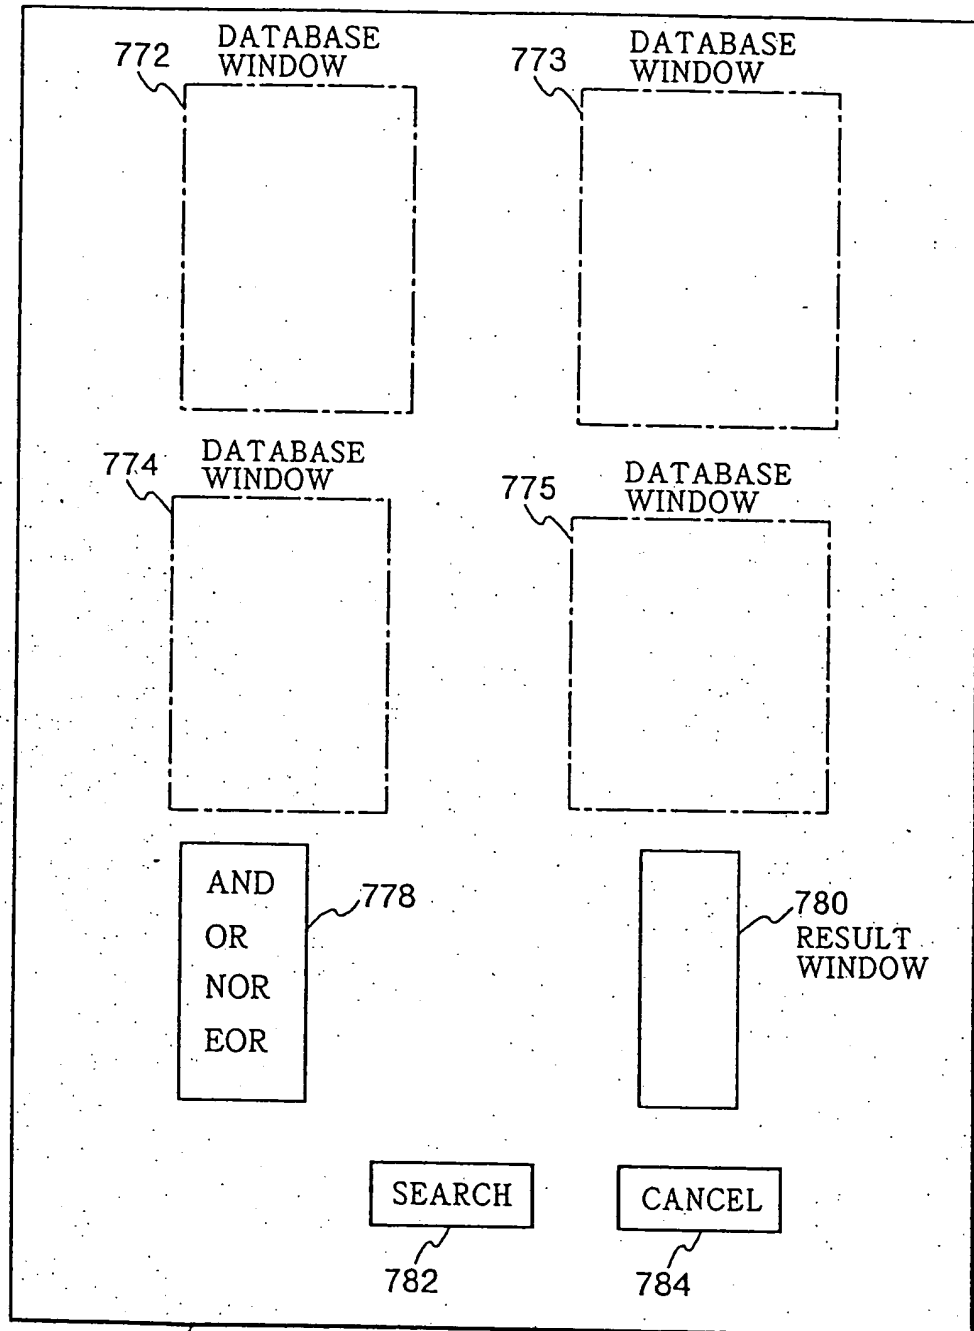 DATABASE
WINDOW
772
DATABASE
WINDOW
773
DATABASE
WINDOW
774
DATABASE
WINDOW
775
AND
OR
NOR
EOR
778
780
RESULT
WINDOW
SEARCH
CANCEL
782
784